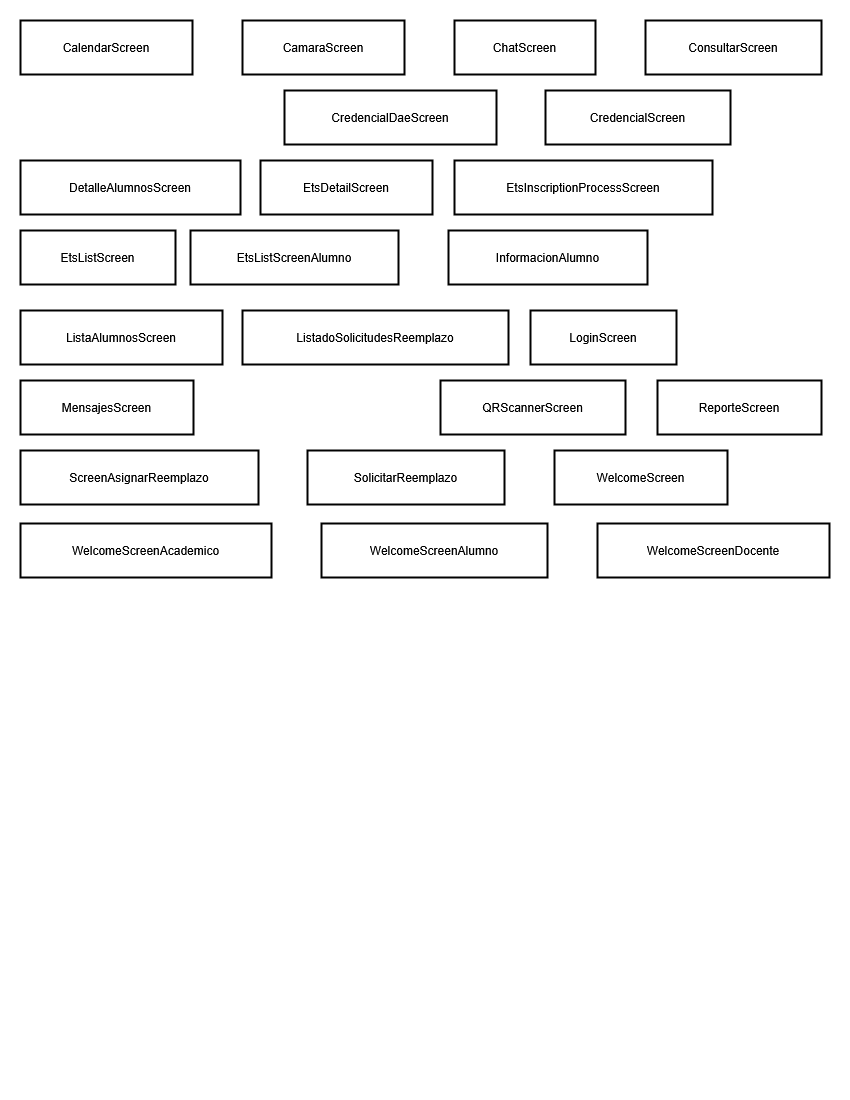 CalendarScreen
CamaraScreen
ChatScreen
ConsultarScreen
CredencialDaeScreen
CredencialScreen
DetalleAlumnosScreen
EtsDetailScreen
EtsInscriptionProcessScreen
EtsListScreen
EtsListScreenAlumno
InformacionAlumno
ListaAlumnosScreen
ListadoSolicitudesReemplazo
LoginScreen
MensajesScreen
QRScannerScreen
ReporteScreen
ScreenAsignarReemplazo
SolicitarReemplazo
WelcomeScreen
WelcomeScreenAcademico
WelcomeScreenAlumno
WelcomeScreenDocente